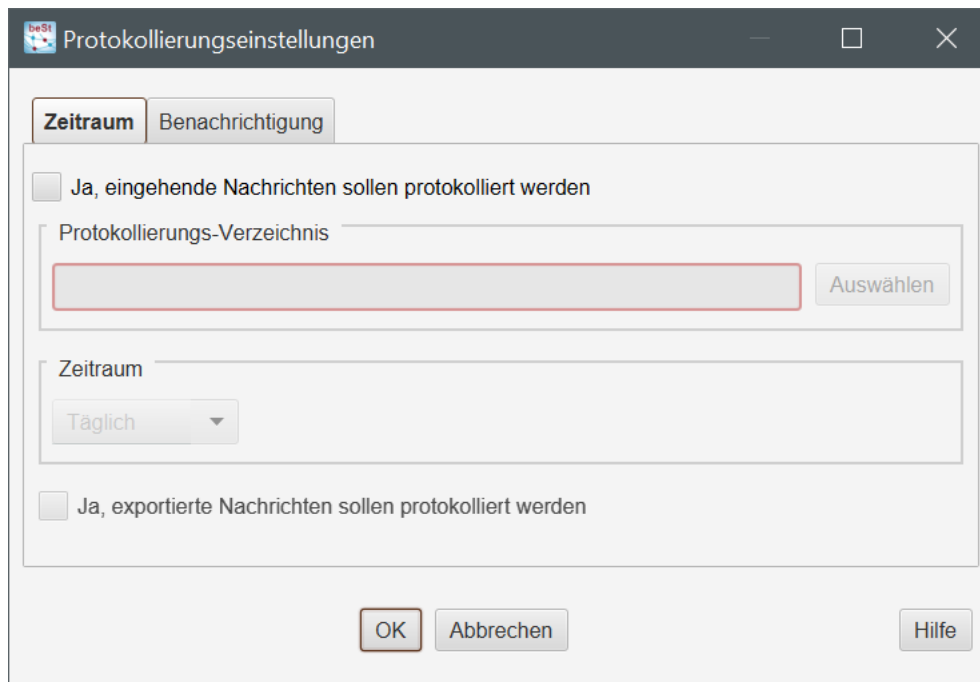 beSt
Protokollierungseinstellungen
Zeitraum Benachrichtigung
Ja, eingehende Nachrichten sollen protokolliert werden
Protokollierungs-Verzeichnis
Auswählen
Zeitraum
Täglich
Ja, exportierte Nachrichten sollen protokolliert werden
OK Abbrechen Hilfe